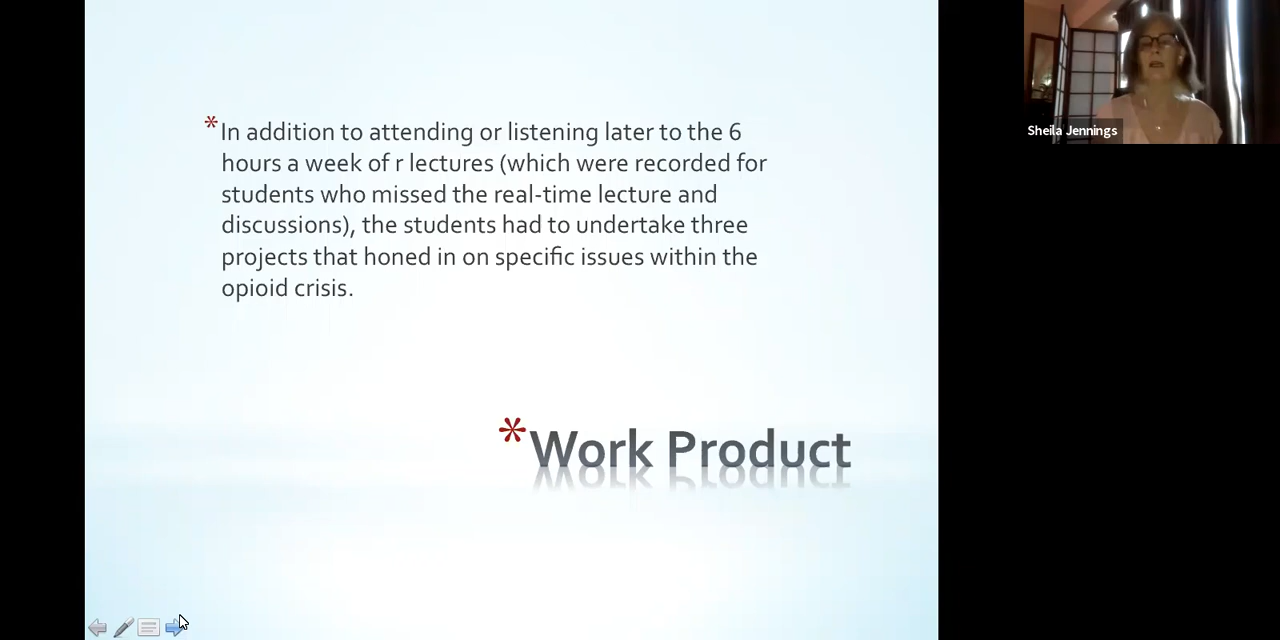 *In addition to attending or listening later to the 6
hours a week of r lectures (which were recorded for
students who missed the real-time lecture and
discussions), the students had to undertake three
projects that honed in on specific issues within the
opioid crisis.
*Work Product
Sheila Jennings